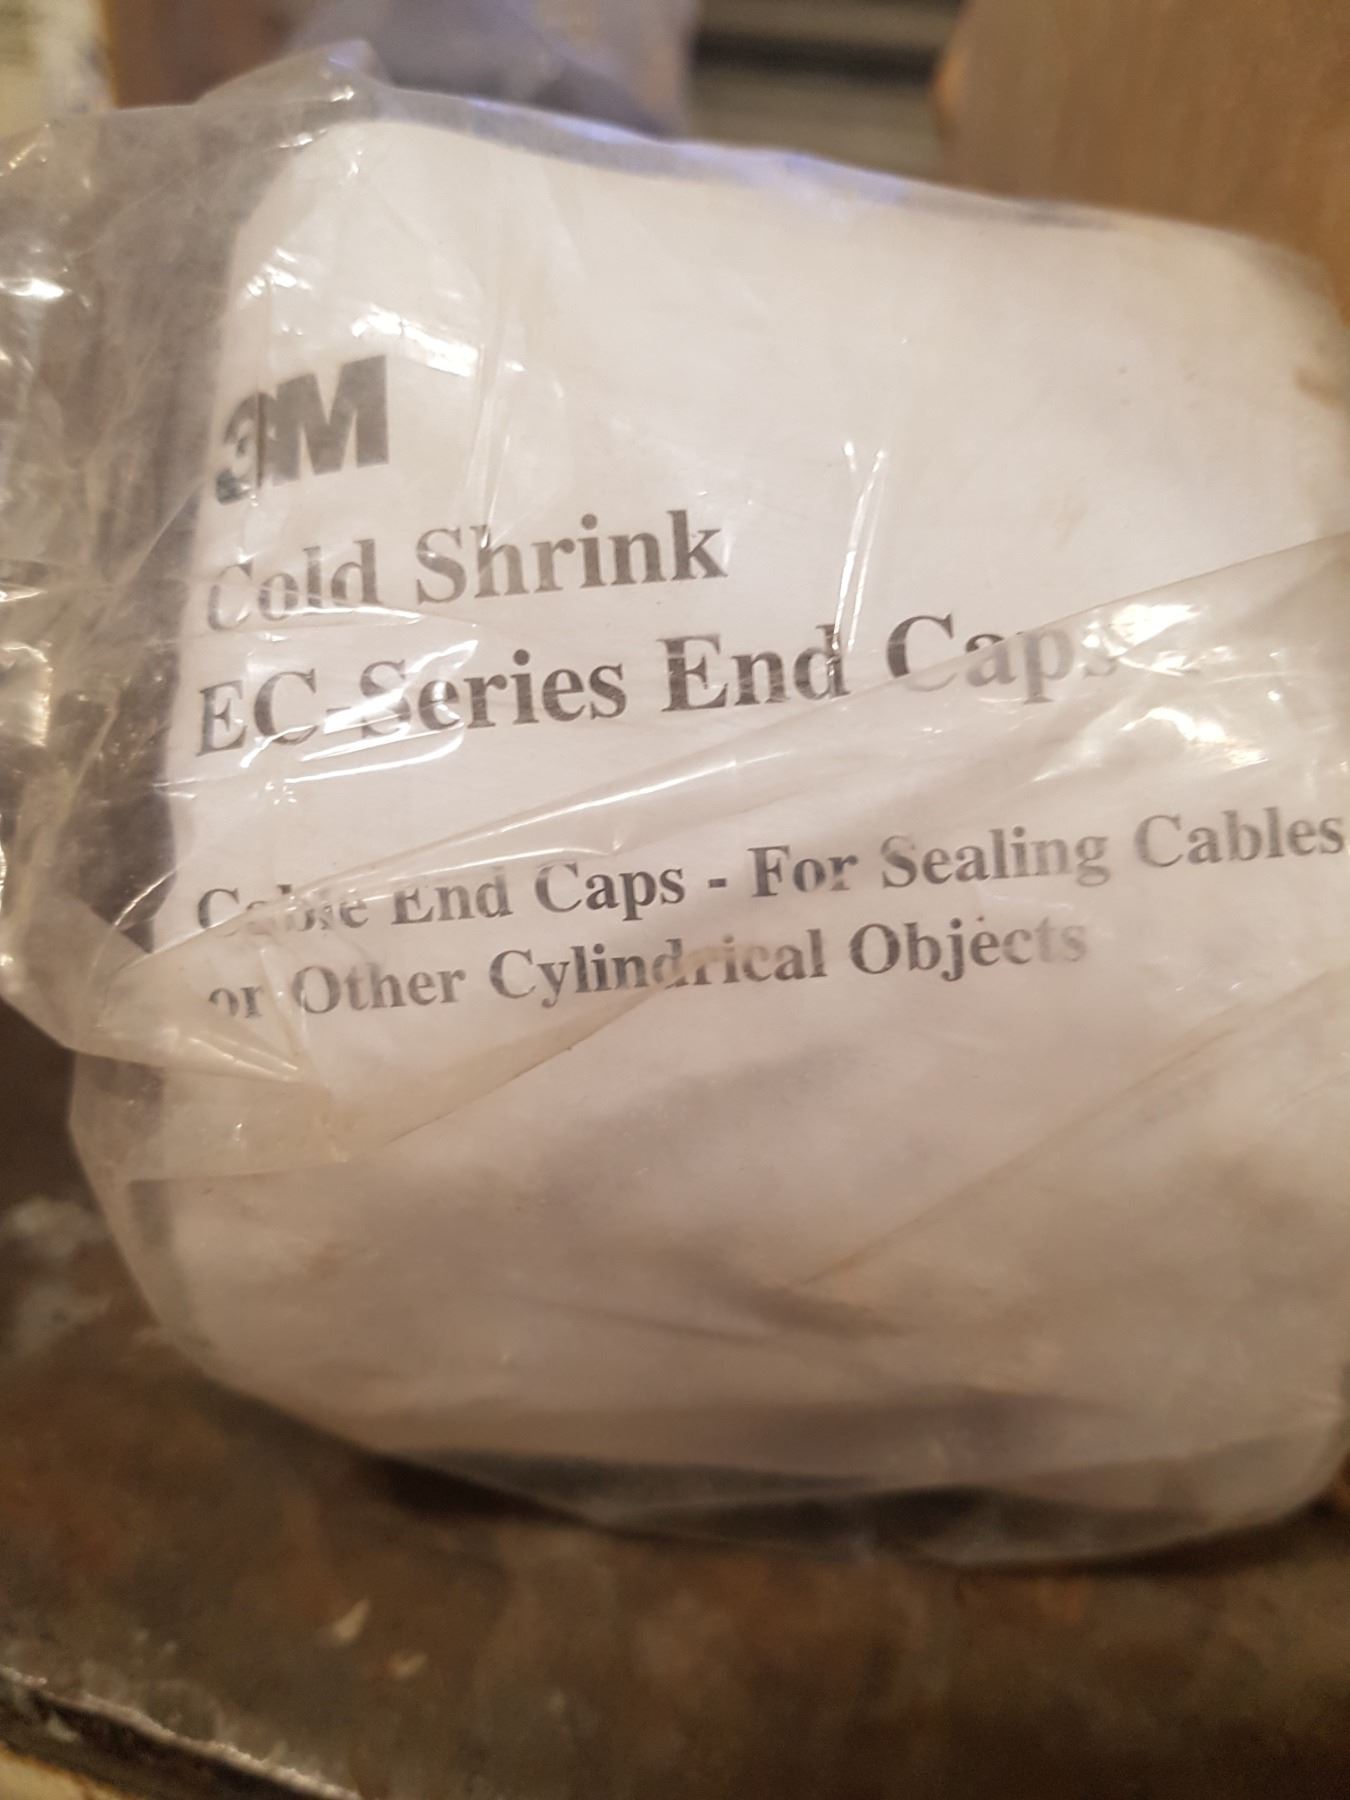 3M
Cold Shrink
EC-Series End Caps
Cable End Caps - For Sealing Cables
or Other Cylindrical Objects